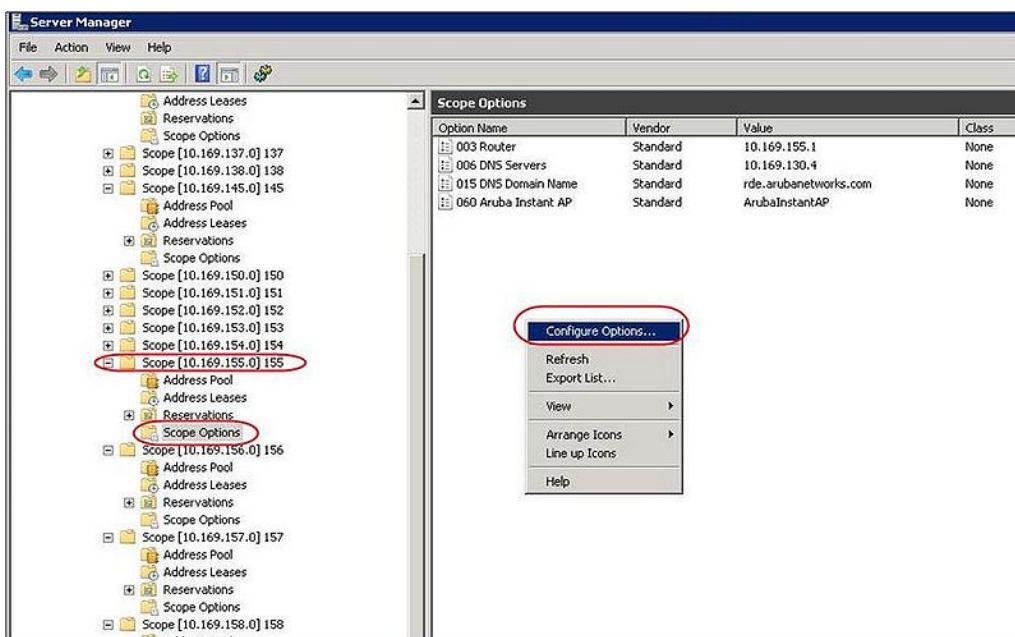 Server Manager
File Action View Help
Address Leases
Reservations
Scope Options
Scope [10.169.137.0] 137
Scope [10.169.138.0] 138
Scope [10.169.145.0] 145
Address Pool
Address Leases
Reservations
Scope Options
Scope [10.169.150.0] 150
Scope [10.169.151.0] 151
Scope [10.169.152.0] 152
Scope [10.169.153.0] 153
Scope [10.169.154.0] 154
Scope [10.169.155.0] 155
Address Pool
Address Leases
Reservations
Scope Options
Scope [10.169.156.0] 156
Address Pool
Address Leases
Reservations
Scope Options
Scope [10.169.157.0] 157
Address Pool
Address Leases
Reservations
Scope Options
Scope [10.169.158.0] 158
Scope Options
Option Name Vendor Value Class
003 Router Standard 10.169.155.1 None
006 DNS Servers Standard 10.169.130.4 None
015 DNS Domain Name Standard rde.arubanetworks.com None
060 Aruba Instant AP Standard ArubaInstantAP None
Configure Options...
Refresh
Export List...
View
Arrange Icons
Line up Icons
Help